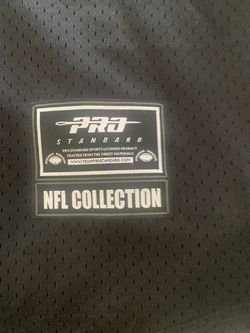 PRO
STANDARD
PRO STANDARD SPORTS LICENSED PRODUCT
CRAFTED FROM THE FINEST MATERIALS.
WWW.TEAMPROSTANDARD.COM
NFL COLLECTION